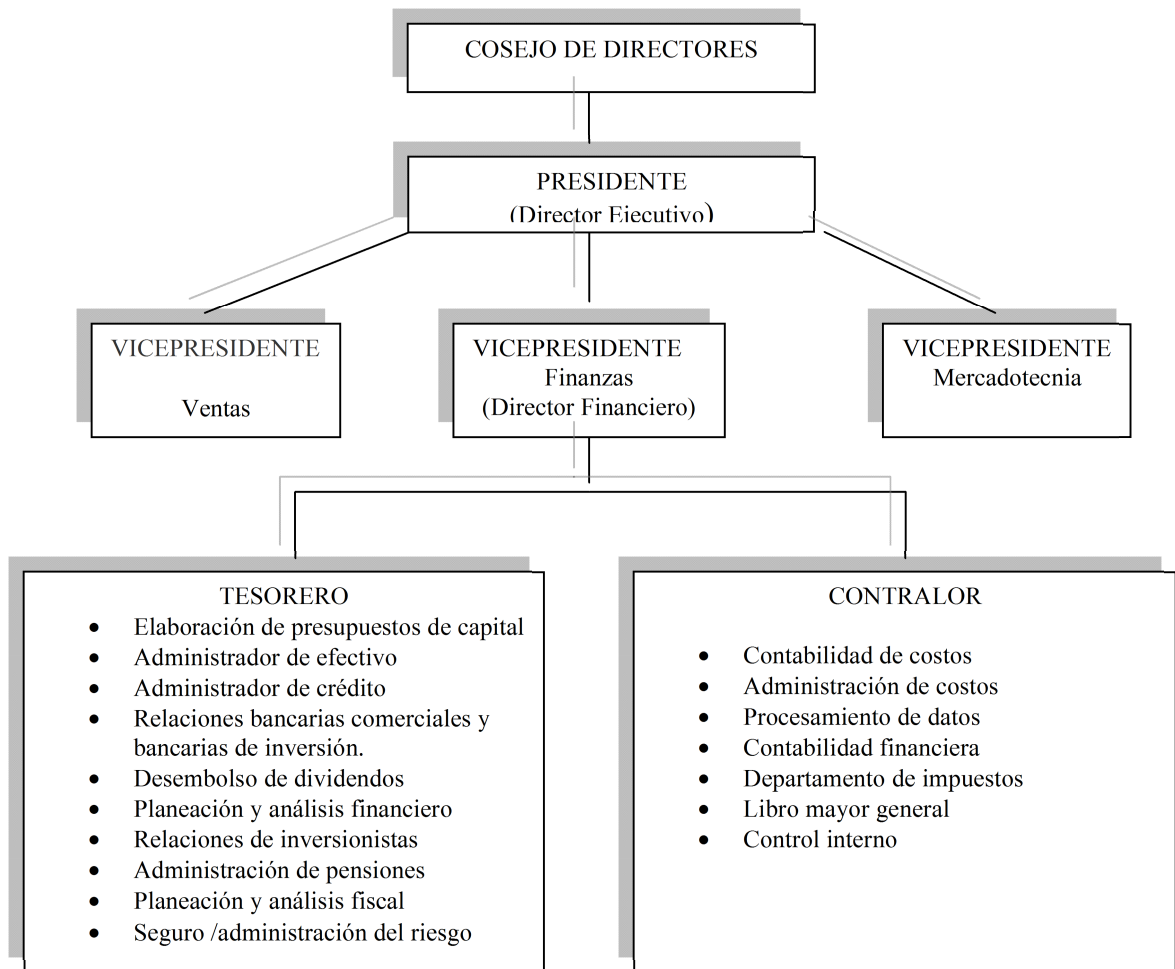 COSEJO DE DIRECTORES
PRESIDENTE
(Director Ejecutivo)
VICEPRESIDENTE
Ventas
VICEPRESIDENTE
Finanzas
(Director Financiero)
VICEPRESIDENTE
Mercadotecnia
TESORERO
• Elaboración de presupuestos de capital
• Administrador de efectivo
• Administrador de crédito
• Relaciones bancarias comerciales y
bancarias de inversión.
• Desembolso de dividendos
• Planeación y análisis financiero
• Relaciones de inversionistas
• Administración de pensiones
• Planeación y análisis fiscal
• Seguro /administración del riesgo
CONTRALOR
• Contabilidad de costos
• Administración de costos
• Procesamiento de datos
• Contabilidad financiera
• Departamento de impuestos
• Libro mayor general
• Control interno